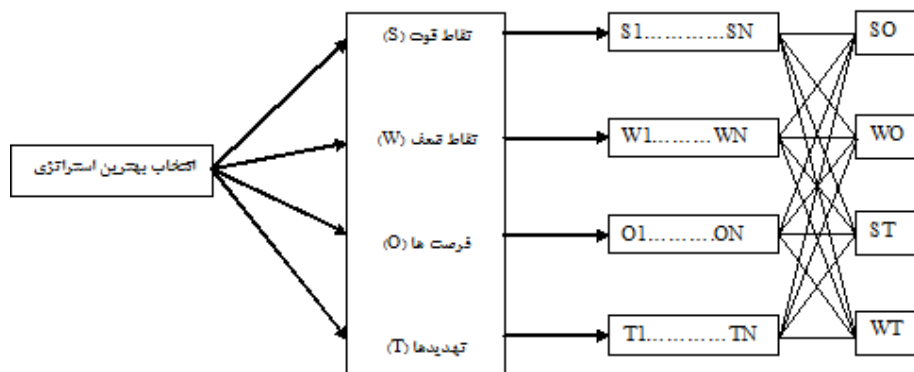 انتخاب بهترین استراتژی
نقاط قوت (S)
نقاط ضعف (W)
فرصت ها (O)
تهدیدها (T)
S1…………SN
W1………WN
O1……….ON
T1………… TN
SO
WO
ST
WT